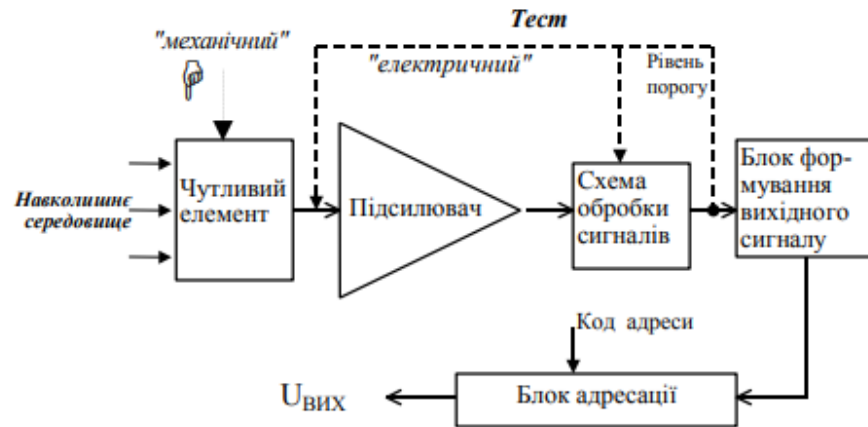 Тест
"механічний"
"електричний"
Рівень
порогу
Навколишнє
середовище
Чутливий
елемент
Підсилювач
Схема
обробки
сигналів
Блок фор-
мування
вихідного
сигналу
Код адреси
Блок адресації
UВИХ